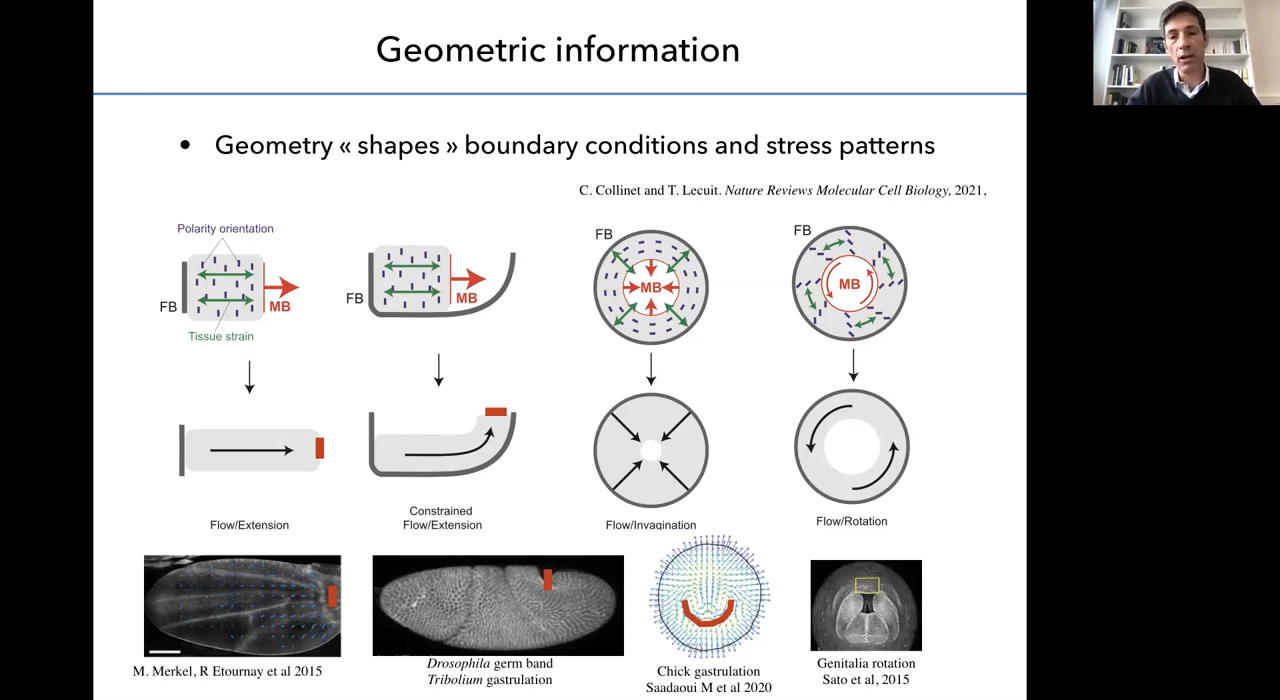 Geometric information
• Geometry « shapes » boundary conditions and stress patterns
C. Collinet and T. Lecuit. Nature Reviews Molecular Cell Biology, 2021,
Polarity orientation
FB
MB
Tissue strain
FB
MB
FB
MB
FB
MB
Flow/Extension
Constrained
Flow/Extension
Flow/Invagination
Flow/Rotation
M. Merkel, R Etournay et al 2015
Drosophila germ band
Tribolium gastrulation
Chick gastrulation
Saadaoui M et al 2020
Genitalia rotation
Sato et al, 2015